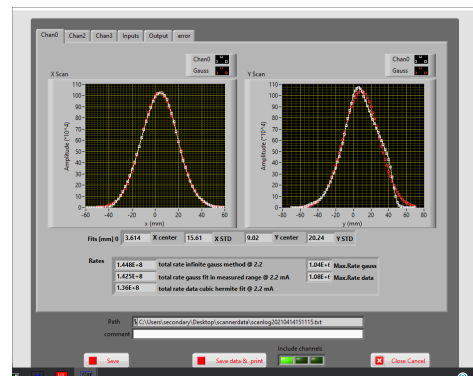 Chan0 Chan2 Chan3 Inputs Output error
Chan0
Gauss
X Scan
110
100
90
80
70
60
50
40
30
20
10
0
Amplitude (*10^4)
-60 -40 -20 0 20 40 60
x (mm)
Chan0
Gauss
Y Scan
110
100
90
80
70
60
50
40
30
20
10
0
Amplitude (*10^4)
-80 -60 -40 -20 0 20 40 60 80
y (mm)
Fits [mm] 0 3.614 X center 15.61 X STD 9.02 Y center 20.24 Y STD
Rates 1.448E+8 total rate infinite gauss method @ 2.2 1.04E+ Max.Rate gauss
1.425E+8 total rate gauss fit in measured range @ 2.2 mA 1.08E+ Max.Rate data
1.36E+8 total rate data cubic hermite fit @ 2.2 mA
Path C:\Users\secondary\Desktop\scannerdata\scanlog20210414151115.txt
comment
Include channels
Save Save data & print Close Cancel